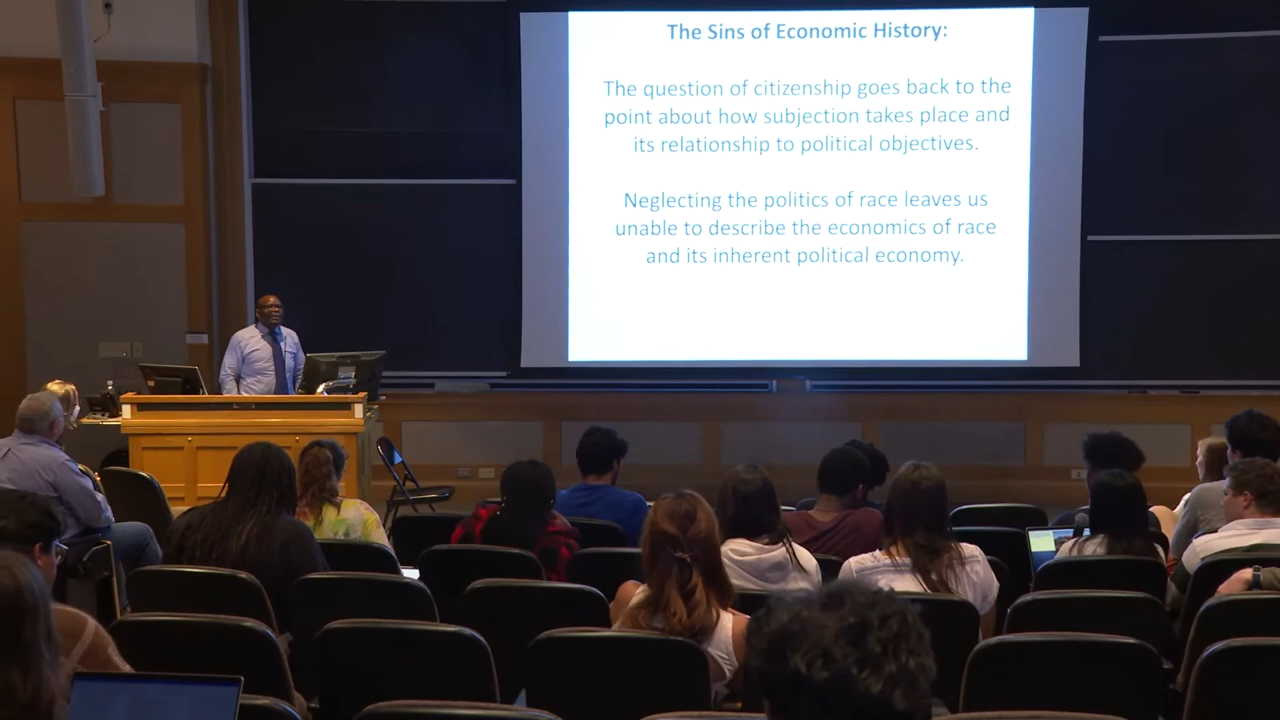 The Sins of Economic History:
The question of citizenship goes back to the
point about how subjection takes place and
its relationship to political objectives.
Neglecting the politics of race leaves us
unable to describe the economics of race
and its inherent political economy.